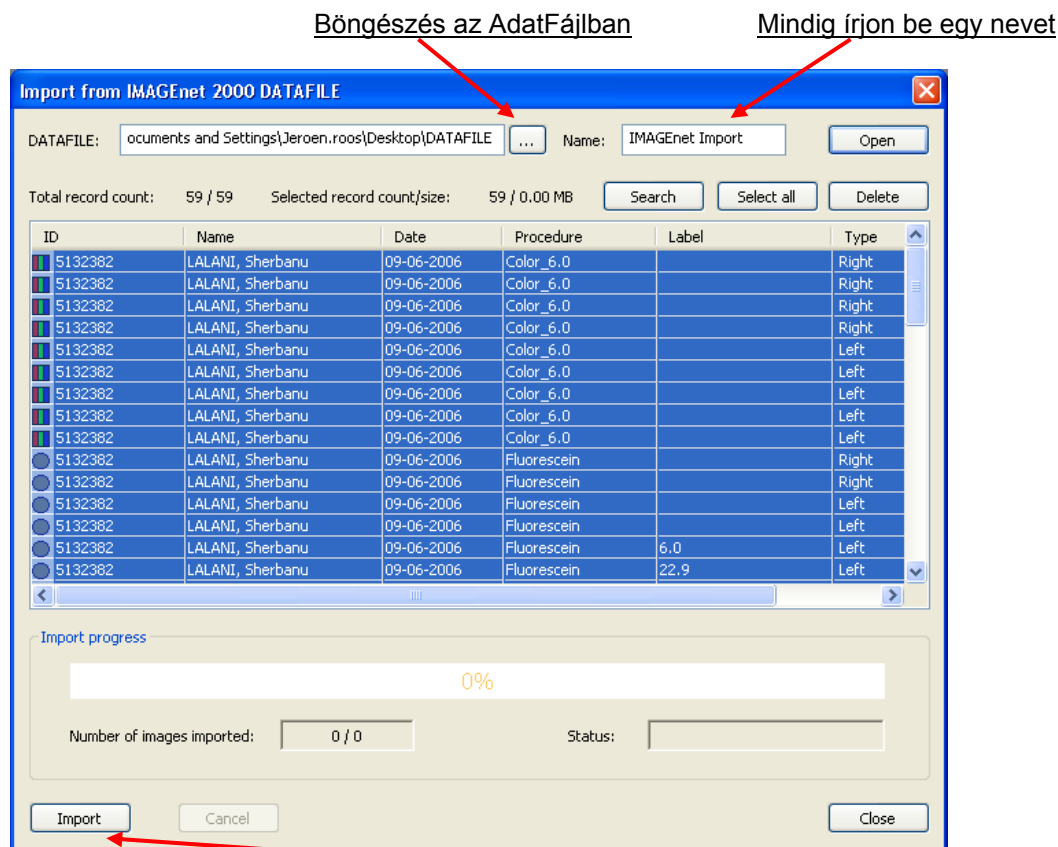 Böngészés az AdatFájlban Mindig írjon be egy nevet
Import from IMAGEnet 2000 DATAFILE
DATAFILE: ocuments and Settings\Jeroen.roos\Desktop\DATAFILE ... Name: IMAGEnet Import Open
Total record count: 59 / 59 Selected record count/size: 59 / 0.00 MB Search Select all Delete
ID Name Date Procedure Label Type
5132382 LALANI, Sherbanu 09-06-2006 Color_6.0 Right
5132382 LALANI, Sherbanu 09-06-2006 Color_6.0 Right
5132382 LALANI, Sherbanu 09-06-2006 Color_6.0 Right
5132382 LALANI, Sherbanu 09-06-2006 Color_6.0 Right
5132382 LALANI, Sherbanu 09-06-2006 Color_6.0 Left
5132382 LALANI, Sherbanu 09-06-2006 Color_6.0 Left
5132382 LALANI, Sherbanu 09-06-2006 Color_6.0 Left
5132382 LALANI, Sherbanu 09-06-2006 Color_6.0 Left
5132382 LALANI, Sherbanu 09-06-2006 Color_6.0 Left
5132382 LALANI, Sherbanu 09-06-2006 Fluorescein Right
5132382 LALANI, Sherbanu 09-06-2006 Fluorescein Right
5132382 LALANI, Sherbanu 09-06-2006 Fluorescein Left
5132382 LALANI, Sherbanu 09-06-2006 Fluorescein Left
5132382 LALANI, Sherbanu 09-06-2006 Fluorescein 6.0 Left
5132382 LALANI, Sherbanu 09-06-2006 Fluorescein 22.9 Left
Import progress
0%
Number of images imported: 0 / 0 Status:
Import Cancel Close